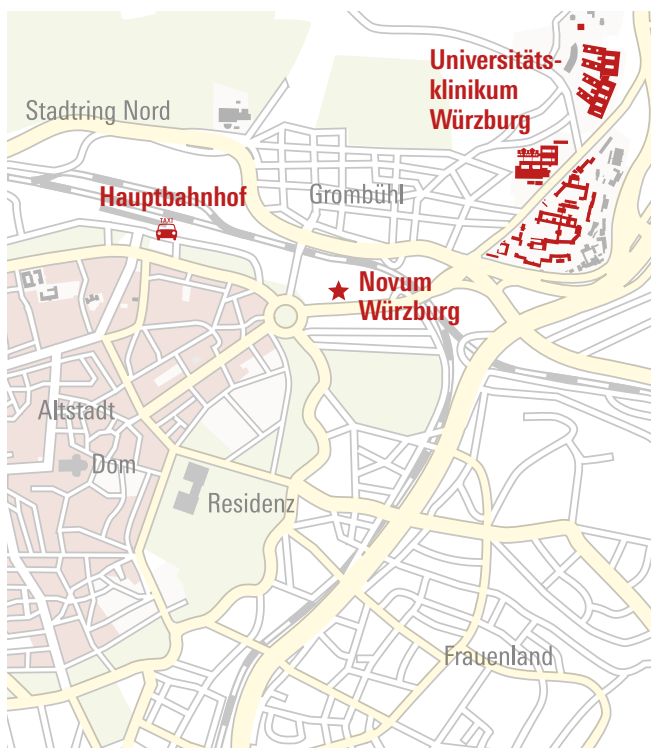 Universitäts-
klinikum
Würzburg
Stadtring Nord
Hauptbahnhof
Grombühl
TAXI
Novum
Würzburg
Altstadt
Dom
Residenz
Frauenland